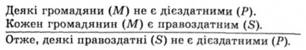 Деякі громадяни (M) не є дієздатними (P).
Кожен громадянин (M) є правоздатним (S).
Отже, деякі правоздатні (S) не є дієздатними (P).